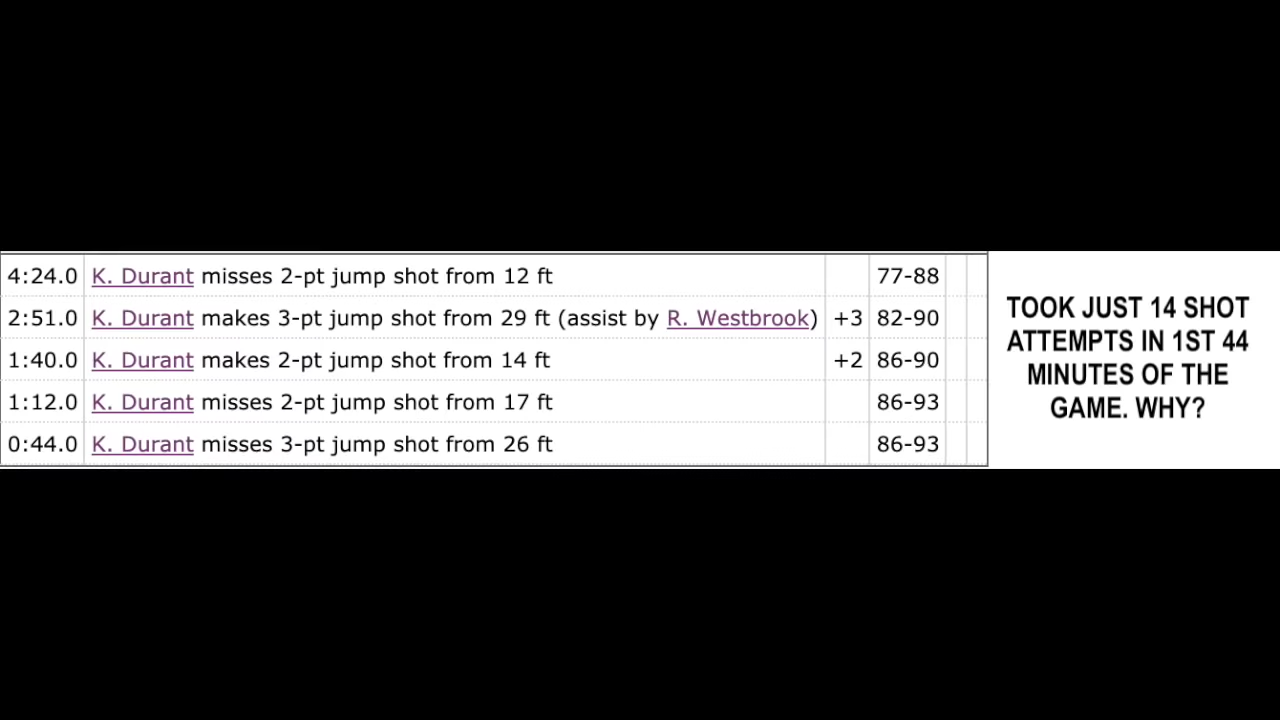 4:24.0 K. Durant misses 2-pt jump shot from 12 ft 77-88
2:51.0 K. Durant makes 3-pt jump shot from 29 ft (assist by R. Westbrook) +3 82-90
1:40.0 K. Durant makes 2-pt jump shot from 14 ft +2 86-90
1:12.0 K. Durant misses 2-pt jump shot from 17 ft 86-93
0:44.0 K. Durant misses 3-pt jump shot from 26 ft 86-93
TOOK JUST 14 SHOT
ATTEMPTS IN 1ST 44
MINUTES OF THE
GAME. WHY?